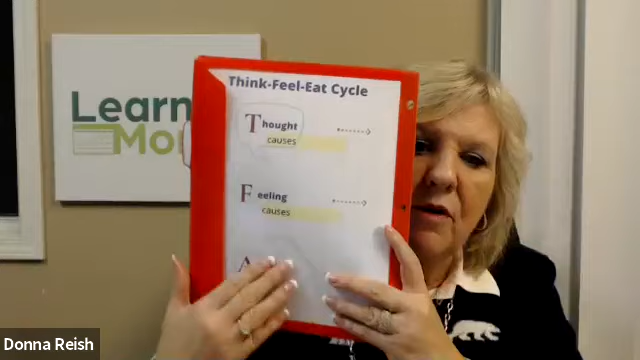 Learn
Mo
Think-Feel-Eat Cycle
Thought
causes
Feeling
causes
A
Donna Reish